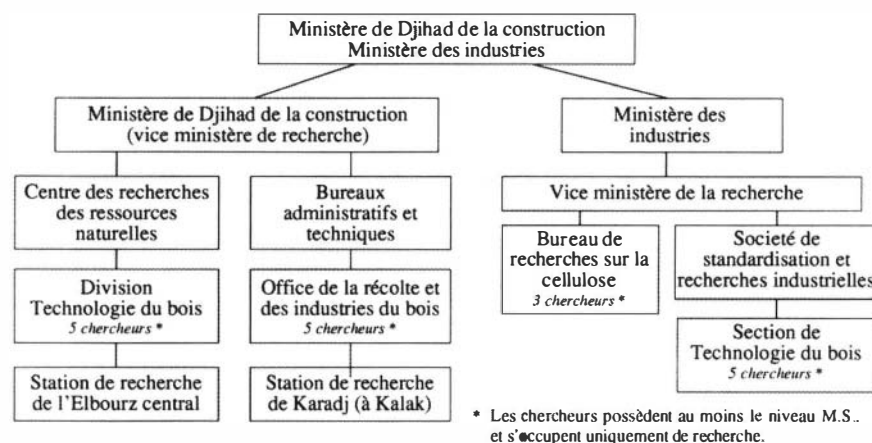 Ministère de Djihad de la construction
Ministère des industries
Ministère de Djihad de la construction
(vice ministère de recherche)
Ministère des
industries
Centre des recherches
des ressources
naturelles
Bureaux
administratifs et
techniques
Vice ministère de la recherche
Division
Technologie du bois
5 chercheurs *
Office de la récolte et
des industries du bois
5 chercheurs *
Bureau de
recherches sur la
cellulose
3 chercheurs *
Societé de
standardisation et
recherches industrielles
Station de recherche
de l'Elbourz central
Station de recherche
de Karadj (à Kalak)
Section de
Technologie du bois
5 chercheurs *
* Les chercheurs possèdent au moins le niveau M.S..
et s'occupent uniquement de recherche.